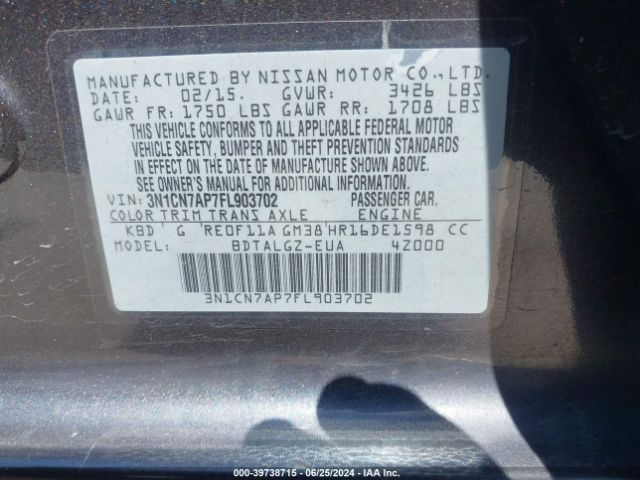 MANUFACTURED BY NISSAN MOTOR CO.,LTD.
DATE: 02/15. GVWR: 3426 LBS
GAWR FR: 1750 LBS GAWR RR: 1708 LBS
THIS VEHICLE CONFORMS TO ALL APPLICABLE FEDERAL MOTOR
VEHICLE SAFETY, BUMPER AND THEFT PREVENTION STANDARDS
IN EFFECT ON THE DATE OF MANUFACTURE SHOWN ABOVE.
SEE OWNER'S MANUAL FOR ADDITIONAL INFORMATION.
VIN: 3N1CN7AP7FL903702 PASSENGER CAR.
COLOR TRIM TRANS AXLE ENGINE
KBD G RE0F11A GM38 HR16DE1598 CC
MODEL: BDTALGZ-EUA 4Z000
3N1CN7AP7FL903702
000-39738715 - 06/25/2024 - IAA Inc.